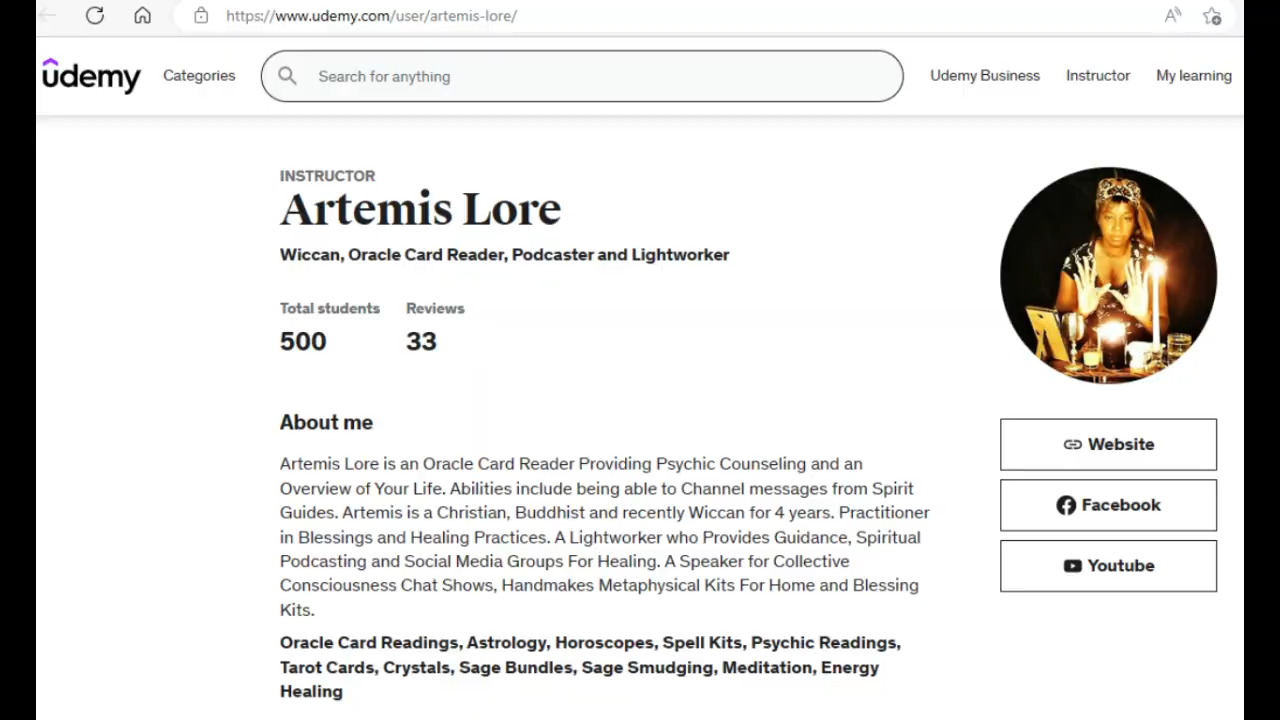 https://www.udemy.com/user/artemis-lore/
udemy Categories Search for anything Udemy Business Instructor My learning
INSTRUCTOR
Artemis Lore
Wiccan, Oracle Card Reader, Podcaster and Lightworker
Total students Reviews
500 33
About me
Artemis Lore is an Oracle Card Reader Providing Psychic Counseling and an
Overview of Your Life. Abilities include being able to Channel messages from Spirit
Guides. Artemis is a Christian, Buddhist and recently Wiccan for 4 years. Practitioner
in Blessings and Healing Practices. A Lightworker who Provides Guidance, Spiritual
Podcasting and Social Media Groups For Healing. A Speaker for Collective
Consciousness Chat Shows, Handmakes Metaphysical Kits For Home and Blessing
Kits.
Oracle Card Readings, Astrology, Horoscopes, Spell Kits, Psychic Readings,
Tarot Cards, Crystals, Sage Bundles, Sage Smudging, Meditation, Energy
Healing
Website
Facebook
Youtube